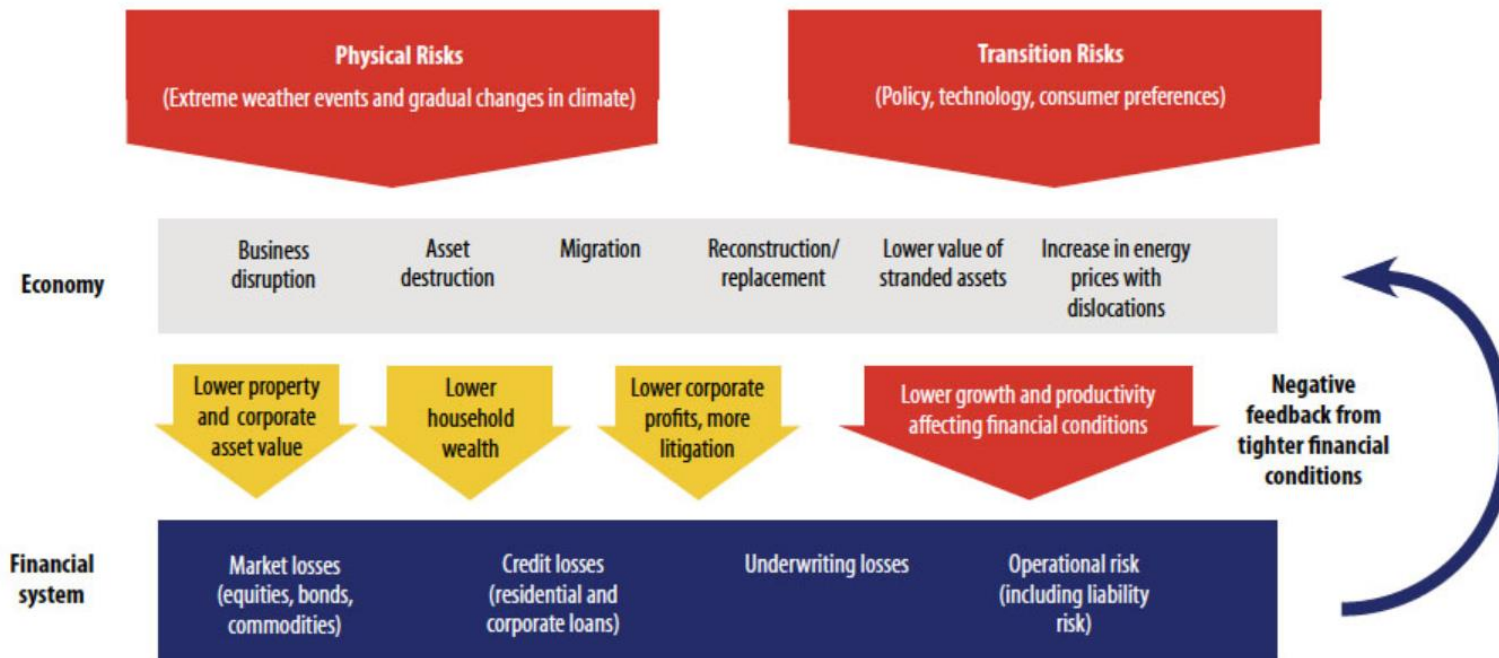 Physical Risks
(Extreme weather events and gradual changes in climate)
Transition Risks
(Policy, technology, consumer preferences)
Economy
Business
disruption
Asset
destruction
Migration
Reconstruction/
replacement
Lower value of
stranded assets
Increase in energy
prices with
dislocations
Lower property
and corporate
asset value
Lower
household
wealth
Lower corporate
profits, more
litigation
Lower growth and productivity
affecting financial conditions
Negative
feedback from
tighter financial
conditions
Financial
system
Market losses
(equities, bonds,
commodities)
Credit losses
(residential and
corporate loans)
Underwriting losses
Operational risk
(including liability
risk)